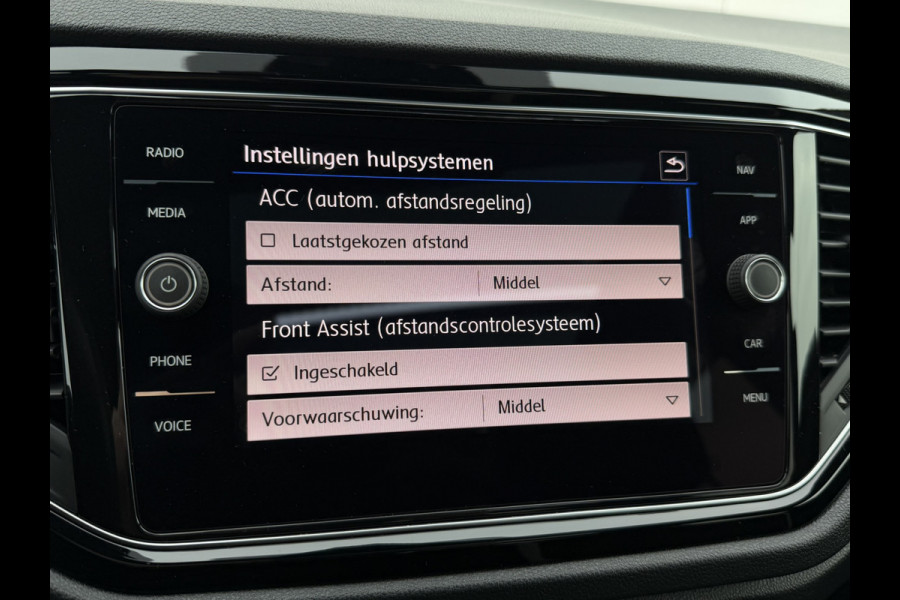 RADIO
MEDIA
PHONE
VOICE
Instellingen hulpsystemen
ACC (autom. afstandsregeling)
Laatstgekozen afstand
Afstand: Middel
Front Assist (afstandscontrolesysteem)
Ingeschakeld
Voorwaarschuwing: Middel
NAV
APP
CAR
MENU